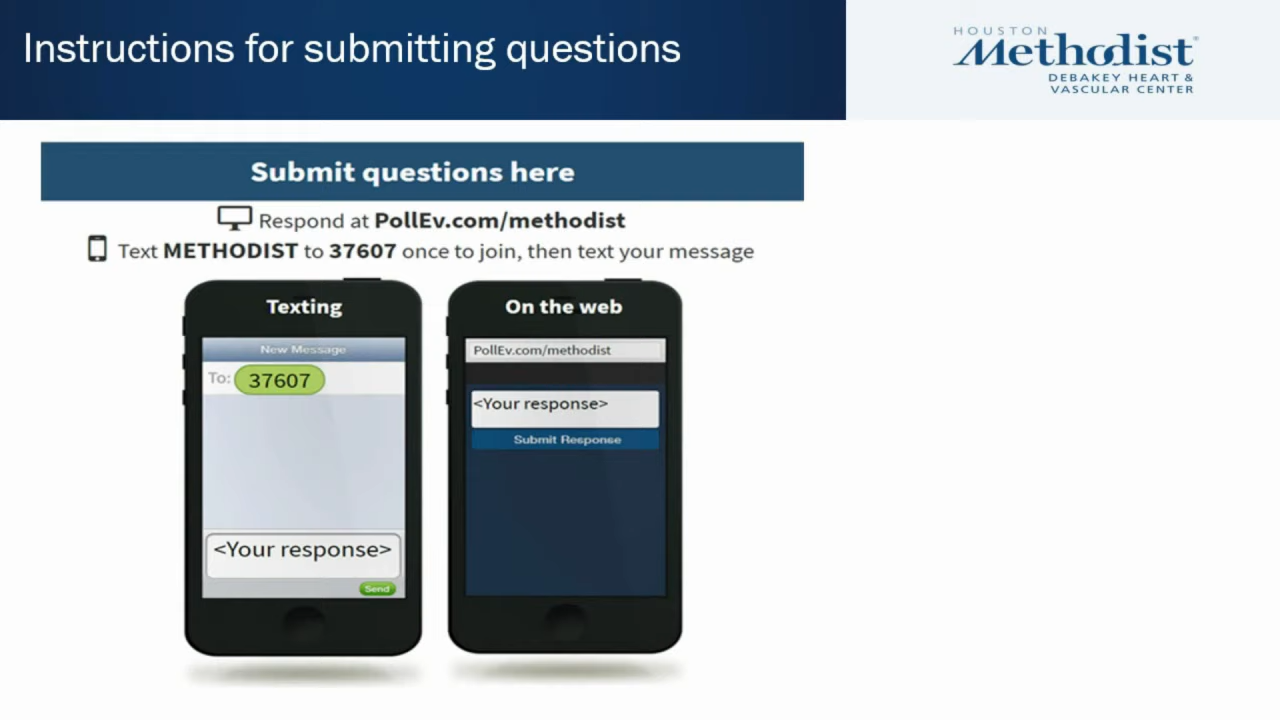 Instructions for submitting questions
HOUSTON
Methodist®
DEBAKEY HEART &
VASCULAR CENTER
Submit questions here
Respond at PollEv.com/methodist
Text METHODIST to 37607 once to join, then text your message
Texting
New Message
To: 37607
<Your response>
Send
On the web
PollEv.com/methodist
<Your response>
Submit Response